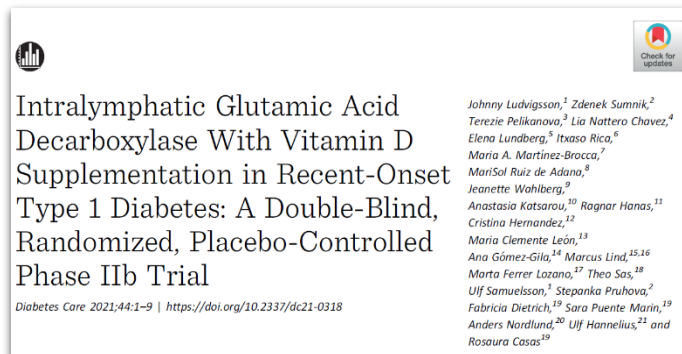 Check for
updates
Intralymphatic Glutamic Acid
Decarboxylase With Vitamin D
Supplementation in Recent-Onset
Type 1 Diabetes: A Double-Blind,
Randomized, Placebo-Controlled
Phase IIb Trial
Diabetes Care 2021;44:1–9 | https://doi.org/10.2337/dc21-0318
Johnny Ludvigsson,1 Zdenek Sumnik,2
Terezie Pelikanova,3 Lia Nattero Chavez,4
Elena Lundberg,5 Itxaso Rica,6
Maria A. Martínez-Brocca,7
MariSol Ruiz de Adana,8
Jeanette Wahlberg,9
Anastasia Katsarou,10 Ragnar Hanas,11
Cristina Hernandez,12
Maria Clemente León,13
Ana Gómez-Gila,14 Marcus Lind,15,16
Marta Ferrer Lozano,17 Theo Sas,18
Ulf Samuelsson,1 Stepanka Pruhova,2
Fabricia Dietrich,19 Sara Puente Marin,19
Anders Nordlund,20 Ulf Hannelius,21 and
Rosaura Casas19